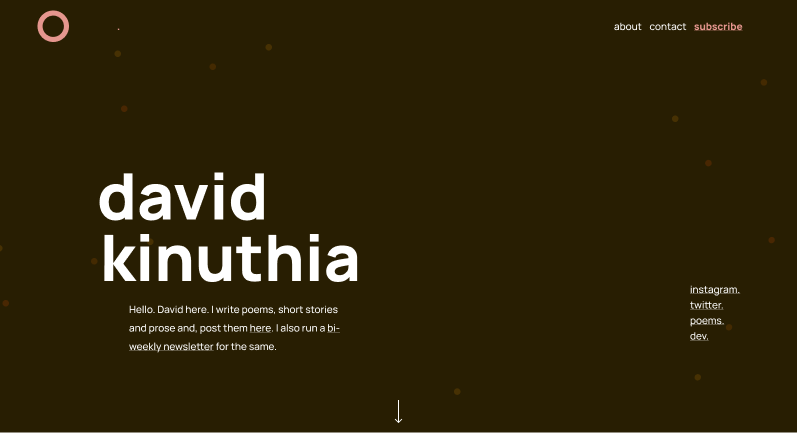 about contact subscribe
david
kinuthia
Hello. David here. I write poems, short stories
and prose and, post them here. I also run a bi-
weekly newsletter for the same.
instagram.
twitter.
poems.
dev.